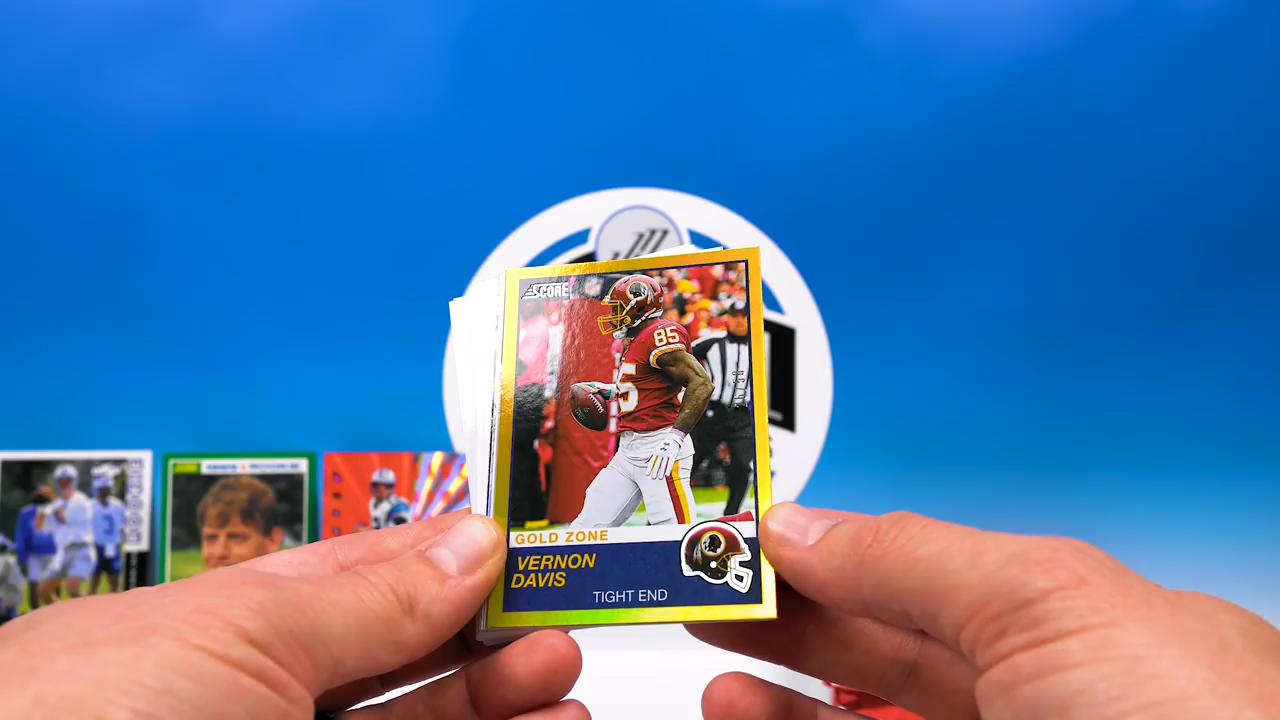 SCORE
85
GOLD ZONE
VERNON
DAVIS
TIGHT END